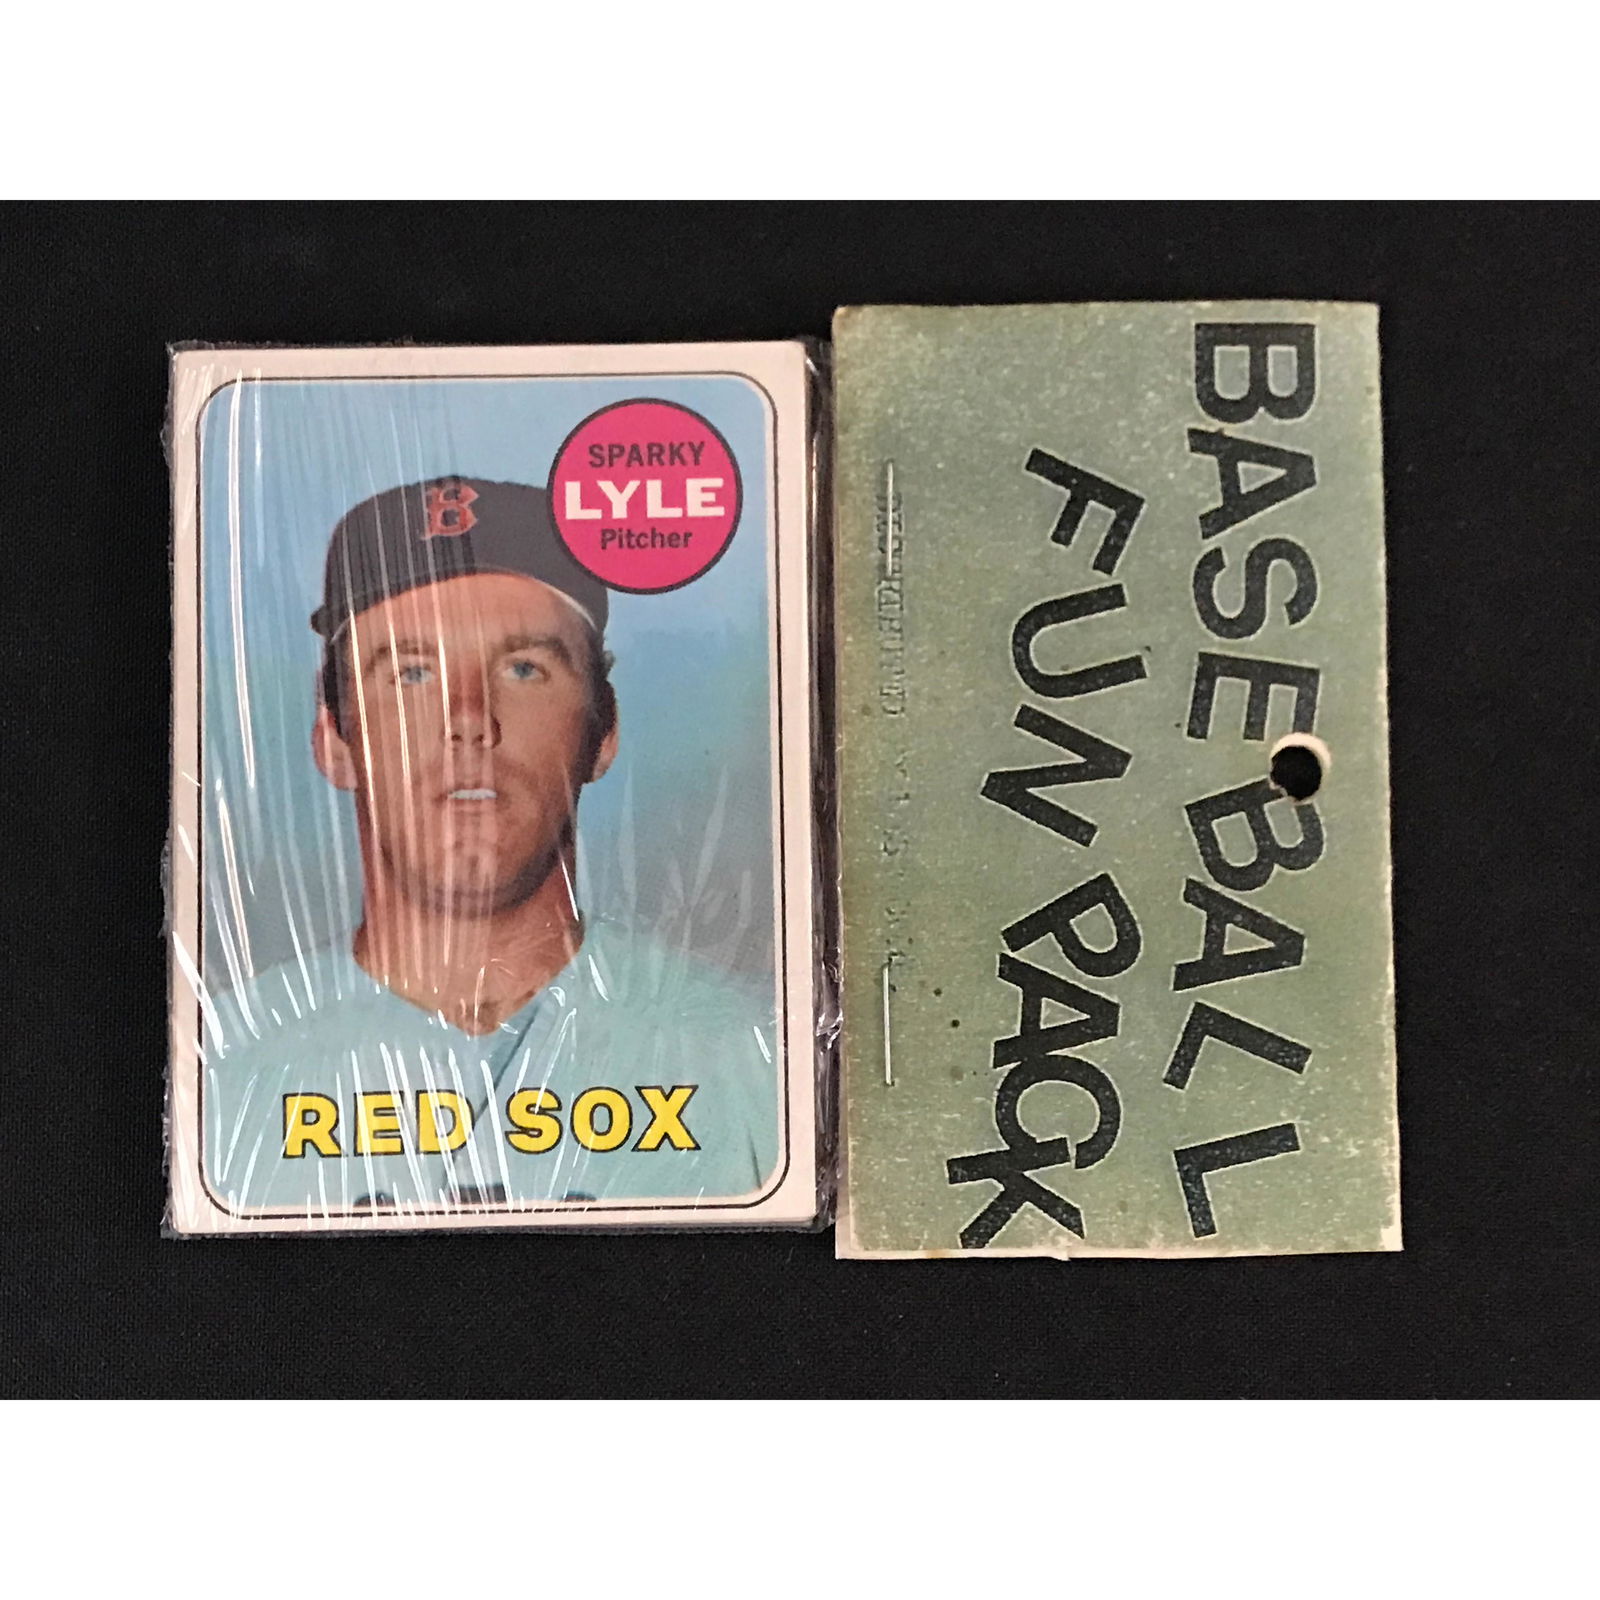 B
SPARKY
LYLE
Pitcher
RED SOX
BASEBALL
FUN PACK